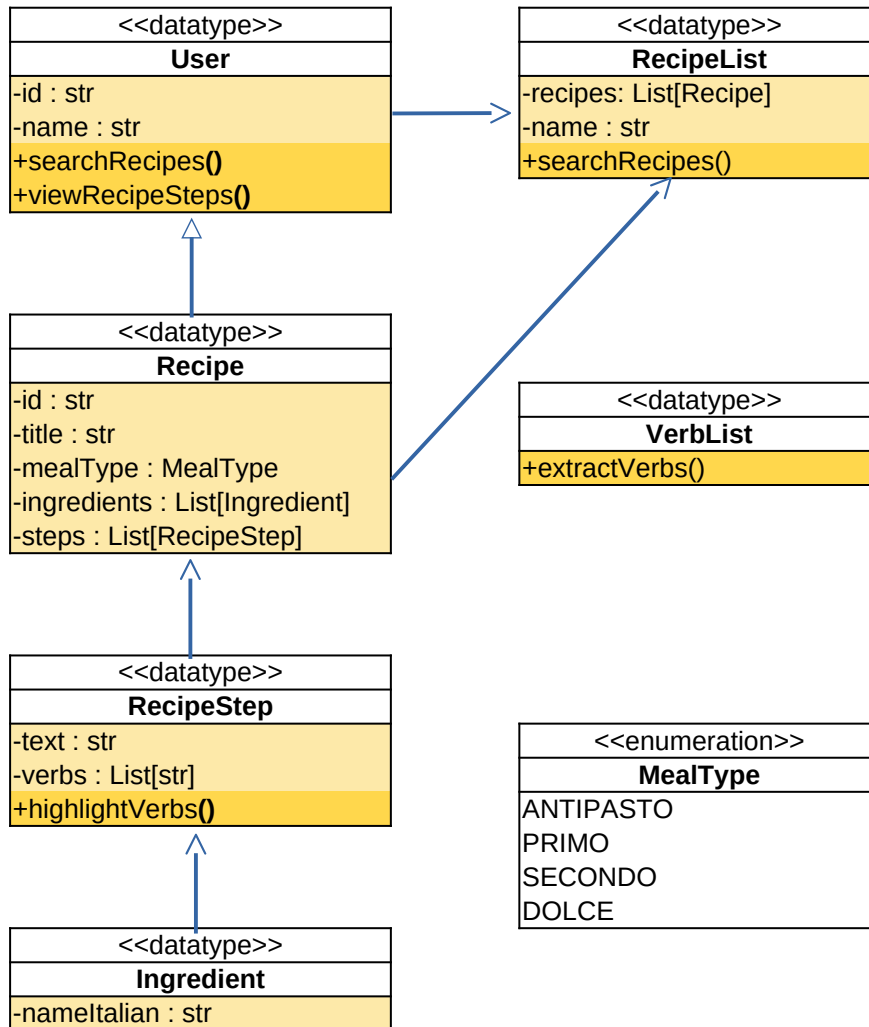 <<datatype>>
User
-id : str
-name : str
+searchRecipes()
+viewRecipeSteps()
<<datatype>>
RecipeList
-recipes: List[Recipe]
-name : str
+searchRecipes()
<<datatype>>
Recipe
-id : str
-title : str
-mealType : MealType
-ingredients : List[Ingredient]
-steps : List[RecipeStep]
<<datatype>>
VerbList
+extractVerbs()
<<datatype>>
RecipeStep
-text : str
-verbs : List[str]
+highlightVerbs()
<<enumeration>>
MealType
ANTIPASTO
PRIMO
SECONDO
DOLCE
<<datatype>>
Ingredient
-nameItalian : str